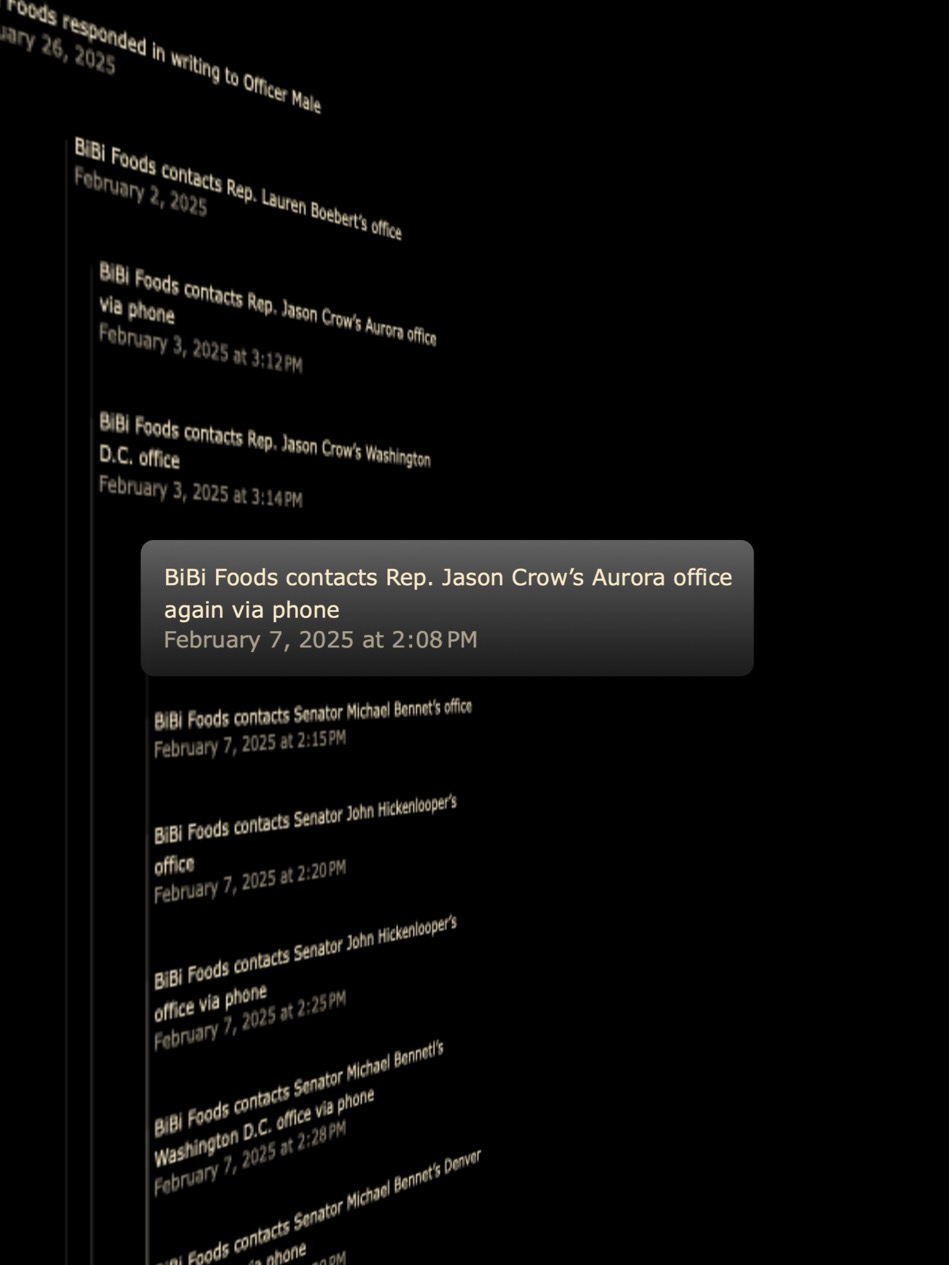 Foods responded in writing to Officer Male
uary 26, 2025
BiBi Foods contacts Rep. Lauren Boebert’s office
February 2, 2025
BiBi Foods contacts Rep. Jason Crow’s Aurora office
via phone
February 3, 2025 at 3:12 PM
BiBi Foods contacts Rep. Jason Crow’s Washington
D.C. office
February 3, 2025 at 3:14 PM
BiBi Foods contacts Rep. Jason Crow’s Aurora office
again via phone
February 7, 2025 at 2:08 PM
BiBi Foods contacts Senator Michael Bennet’s office
February 7, 2025 at 2:15 PM
BiBi Foods contacts Senator John Hickenlooper’s
office
February 7, 2025 at 2:20 PM
BiBi Foods contacts Senator John Hickenlooper’s
office via phone
February 7, 2025 at 2:25 PM
BiBi Foods contacts Senator Michael Bennetl’s
Washington D.C. office via phone
February 7, 2025 at 2:28 PM
BiBi Foods contacts Senator Michael Bennet’s Denver
phone
PM